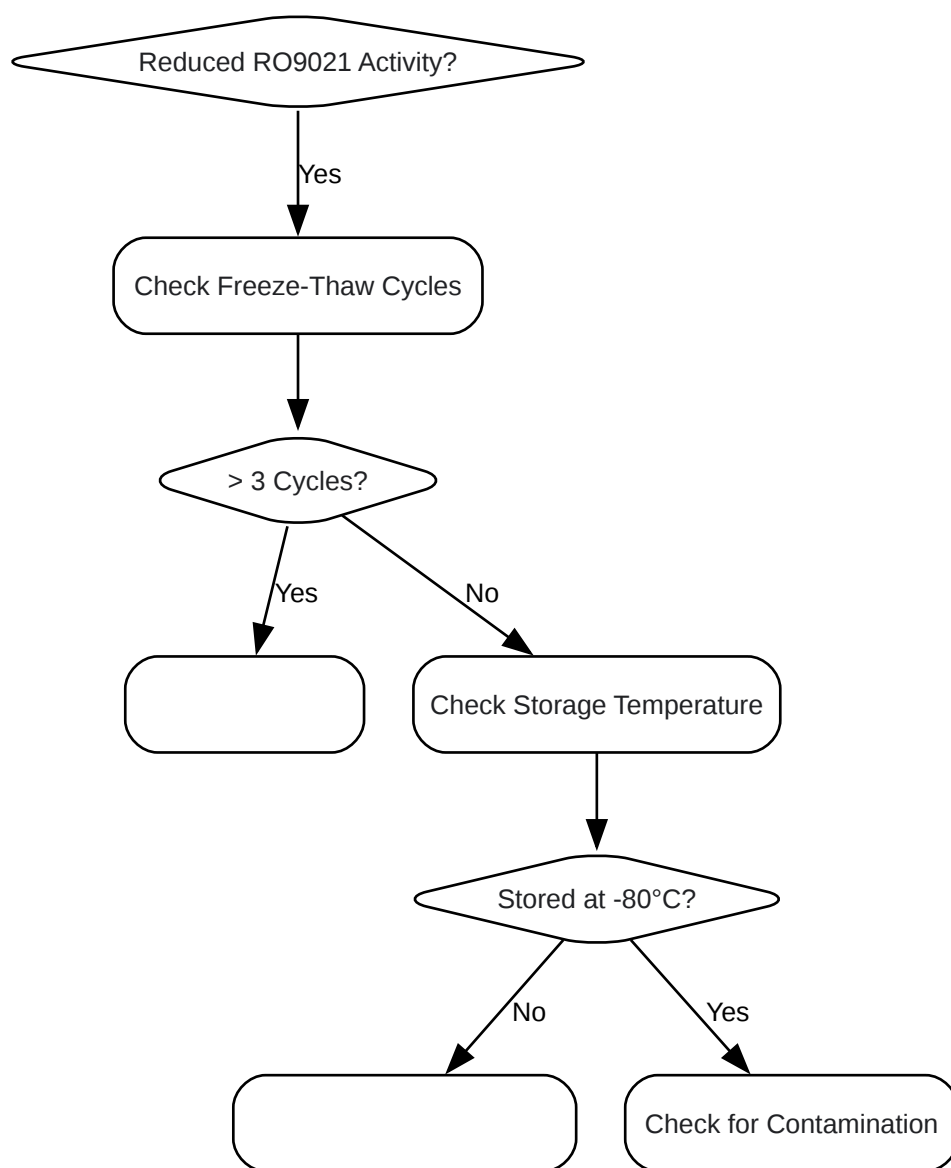 Reduced RO9021 Activity?
Yes
Check Freeze-Thaw Cycles
> 3 Cycles?
Yes
No
Check Storage Temperature
Stored at -80°C?
No
Yes
Check for Contamination